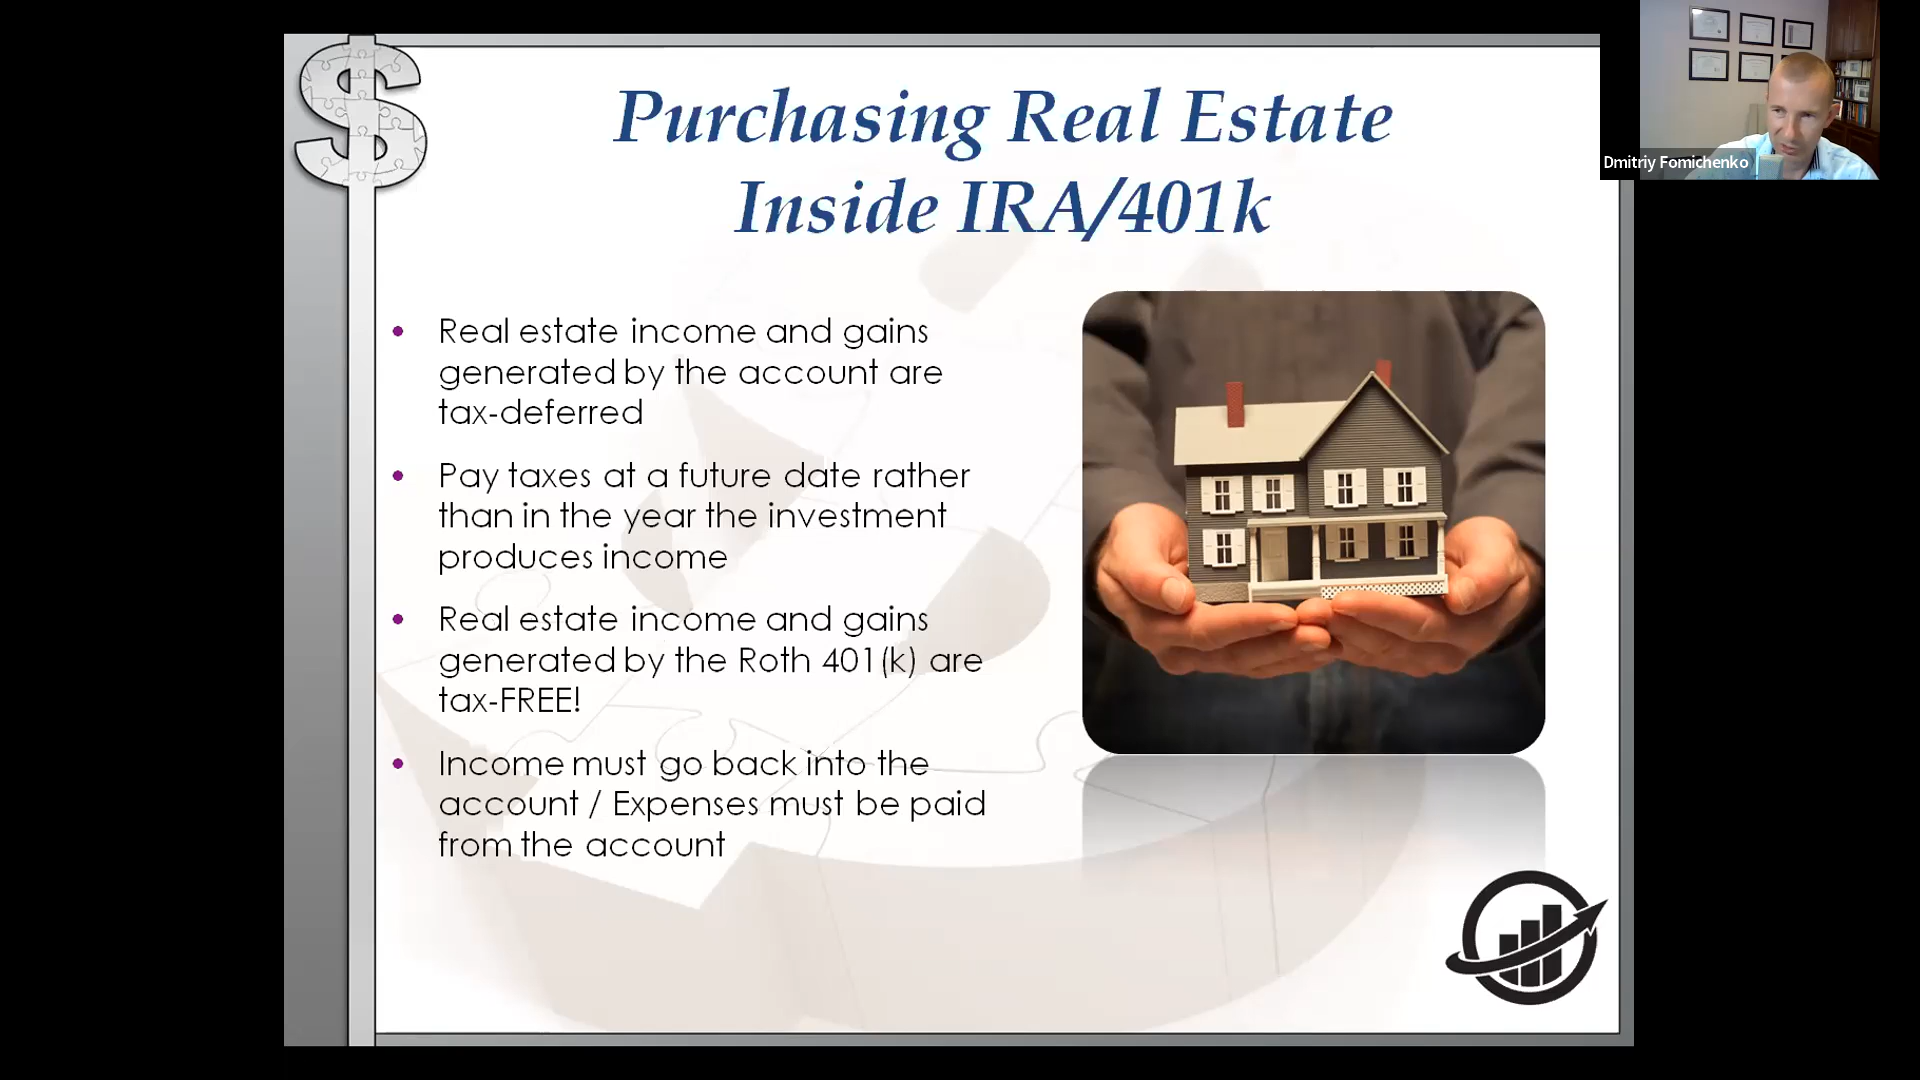 Purchasing Real Estate
Inside IRA/401k
• Real estate income and gains
generated by the account are
tax-deferred
• Pay taxes at a future date rather
than in the year the investment
produces income
• Real estate income and gains
generated by the Roth 401(k) are
tax-FREE!
• Income must go back into the
account / Expenses must be paid
from the account
Dmitriy Fomichenko